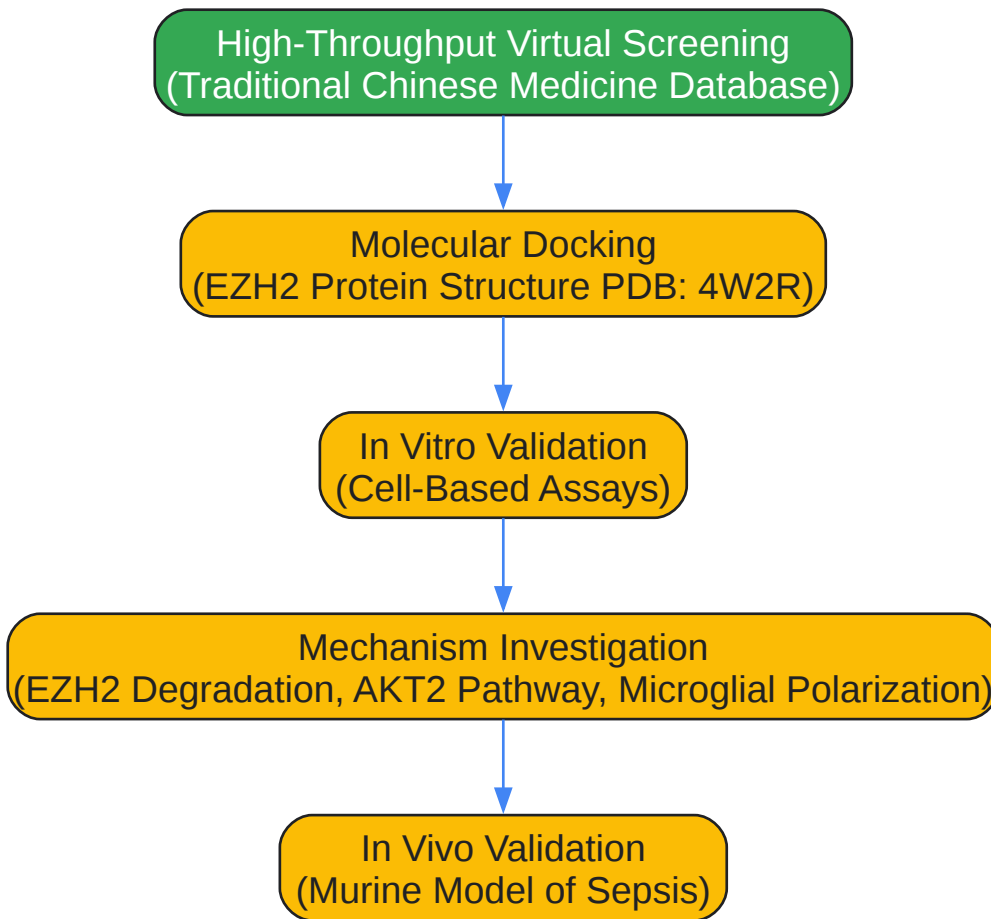 High-Throughput Virtual Screening
(Traditional Chinese Medicine Database)
Molecular Docking
(EZH2 Protein Structure PDB: 4W2R)
In Vitro Validation
(Cell-Based Assays)
Mechanism Investigation
(EZH2 Degradation, AKT2 Pathway, Microglial Polarization)
In Vivo Validation
(Murine Model of Sepsis)